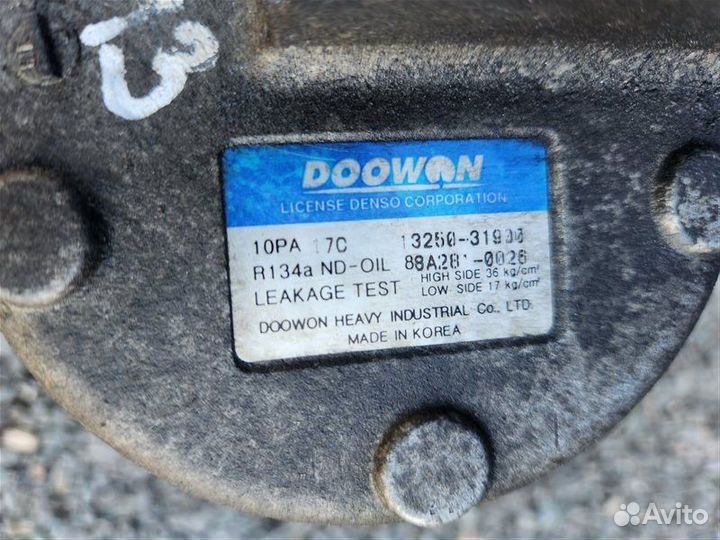 DOOWON
LICENSE DENSO CORPORATION
10PA 17C
R134a ND-OIL
LEAKAGE TEST HIGH SIDE 36 kg/cm²
LOW SIDE 17 kg/cm²
DOOWON HEAVY INDUSTRIAL Co., LTD.
MADE IN KOREA
Avito